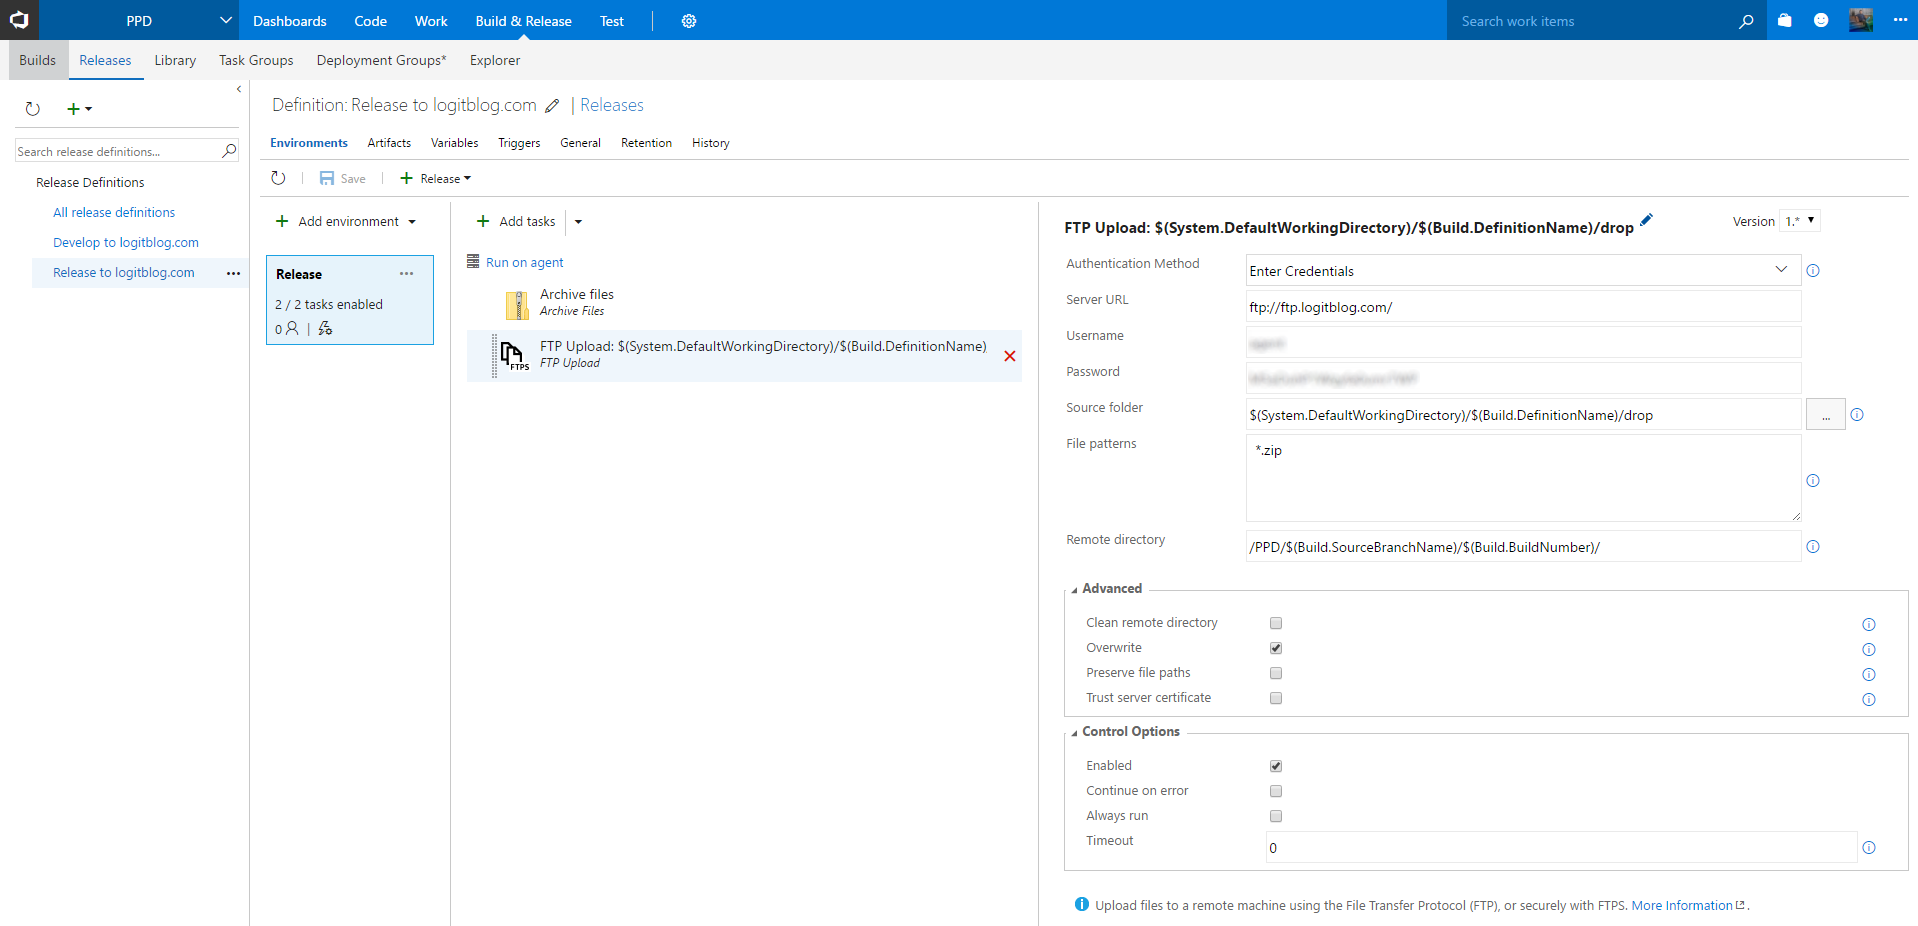 PPD
Dashboards Code Work Build & Release Test
Search work items
Builds Releases Library Task Groups Deployment Groups* Explorer
Search release definitions...
Release Definitions
All release definitions
Develop to logitblog.com
Release to logitblog.com ...
Definition: Release to logitblog.com | Releases
Environments Artifacts Variables Triggers General Retention History
Save
+ Release
+ Add environment
Release ...
2 / 2 tasks enabled
0
+ Add tasks
Run on agent
Archive files
Archive Files
FTP Upload: $(System.DefaultWorkingDirectory)/$(Build.DefinitionName)
FTP Upload
FTPS
FTP Upload: $(System.DefaultWorkingDirectory)/$(Build.DefinitionName)/drop
Version 1.*
Authentication Method Enter Credentials
Server URL ftp://ftp.logitblog.com/
Username
Password
Source folder $(System.DefaultWorkingDirectory)/$(Build.DefinitionName)/drop ...
File patterns *.zip
Remote directory /PPD/$(Build.SourceBranchName)/$(Build.BuildNumber)/
Advanced
Clean remote directory
Overwrite
Preserve file paths
Trust server certificate
Control Options
Enabled
Continue on error
Always run
Timeout 0
Upload files to a remote machine using the File Transfer Protocol (FTP), or securely with FTPS. More Information.